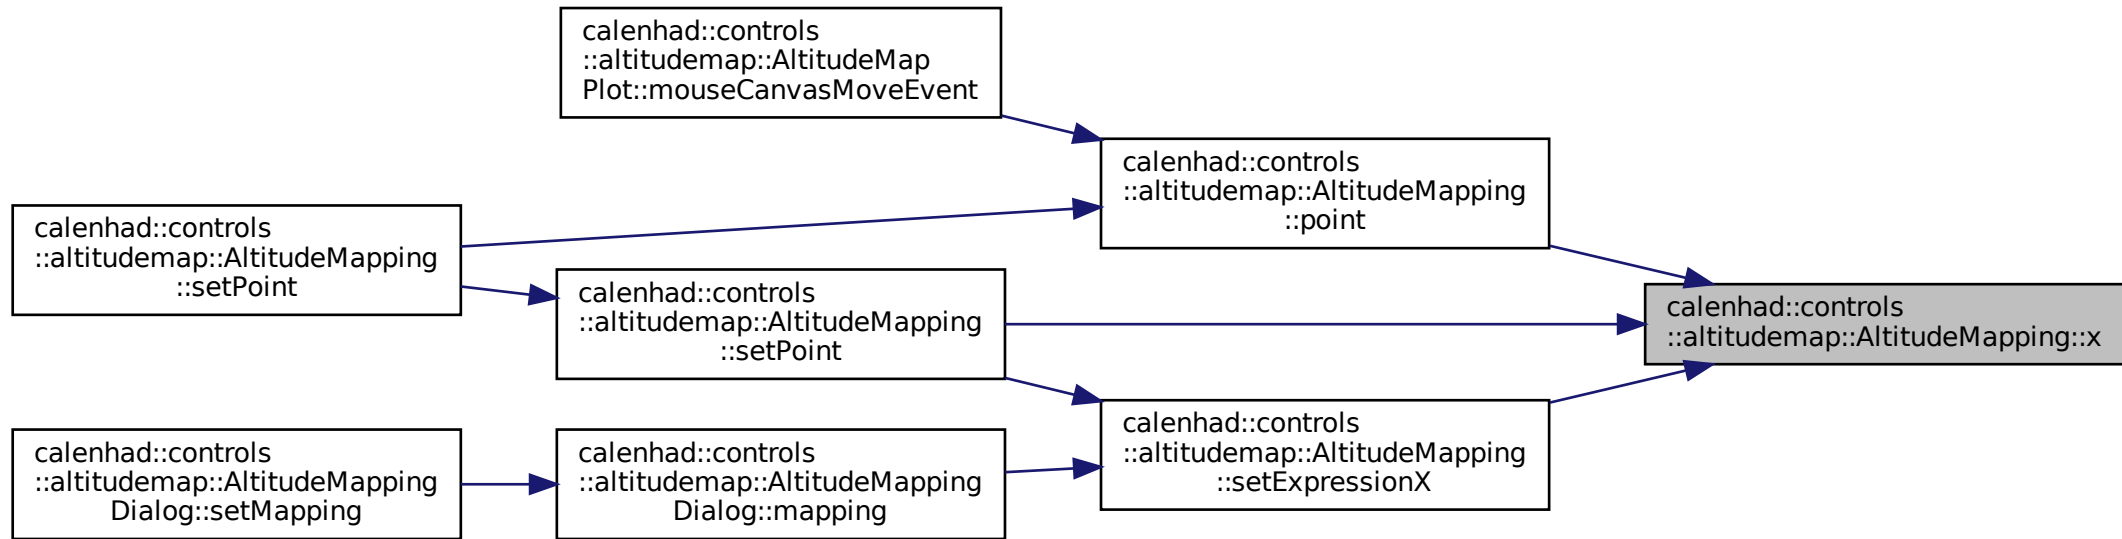 calenhad::controls
::altitudemap::AltitudeMap
Plot::mouseCanvasMoveEvent
calenhad::controls
::altitudemap::AltitudeMapping
::point
calenhad::controls
::altitudemap::AltitudeMapping
::setPoint
calenhad::controls
::altitudemap::AltitudeMapping
::setPoint
calenhad::controls
::altitudemap::AltitudeMapping::x
calenhad::controls
::altitudemap::AltitudeMapping
::setExpressionX
calenhad::controls
::altitudemap::AltitudeMapping
Dialog::setMapping
calenhad::controls
::altitudemap::AltitudeMapping
Dialog::mapping